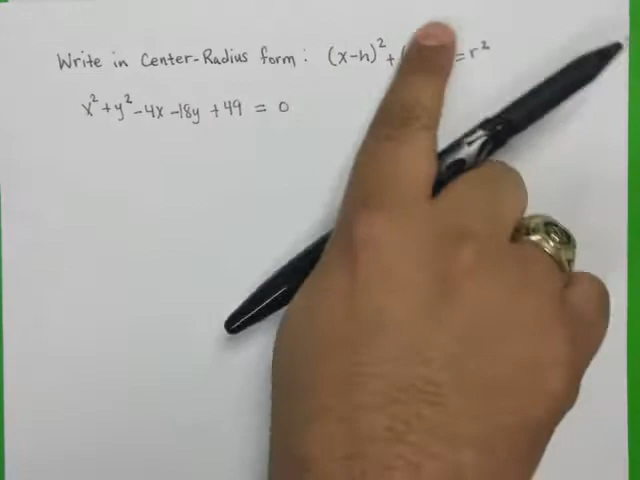 Write in Center-Radius form: (x-h)² + ( = r²
x² + y² - 4x - 18y + 49 = 0